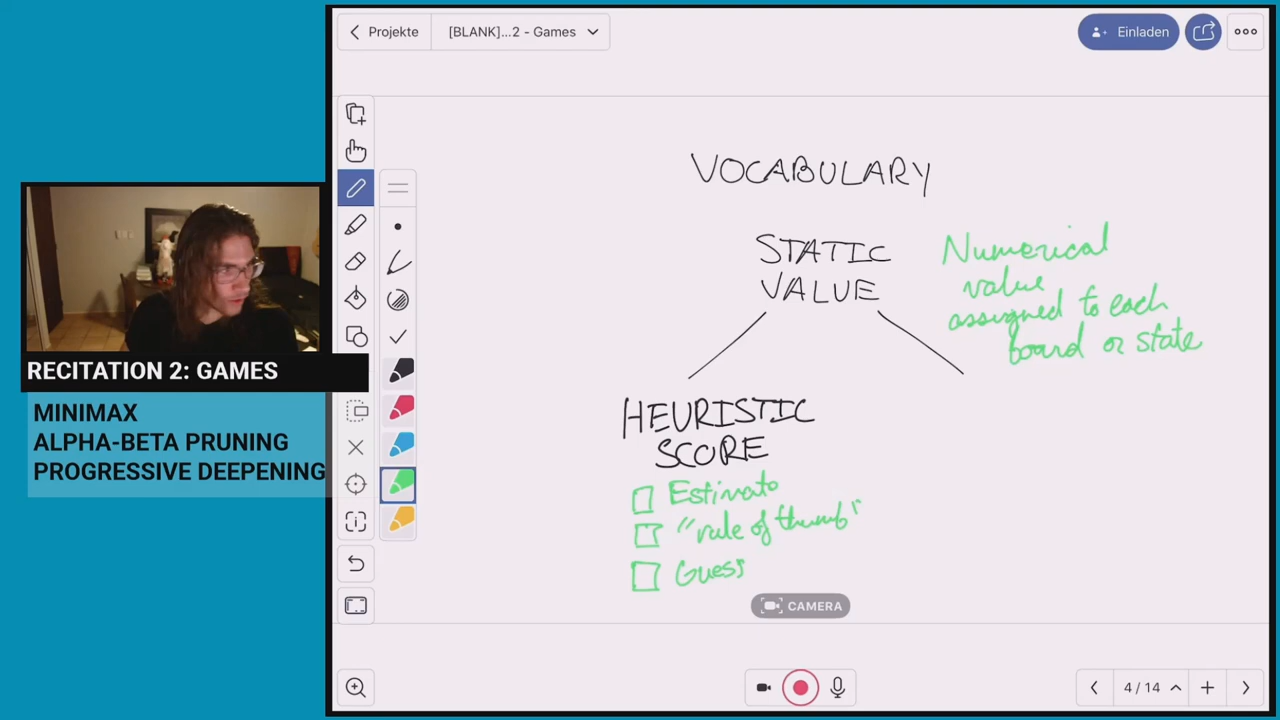 Projekte
[BLANK]...2 - Games
Einladen
VOCABULARY
STATIC
VALUE
Numerical
value
assigned to each
board or state
HEURISTIC
SCORE
Estimate
"rule of thumb"
Guess
CAMERA
4 / 14
RECITATION 2: GAMES
MINIMAX
ALPHA-BETA PRUNING
PROGRESSIVE DEEPENING